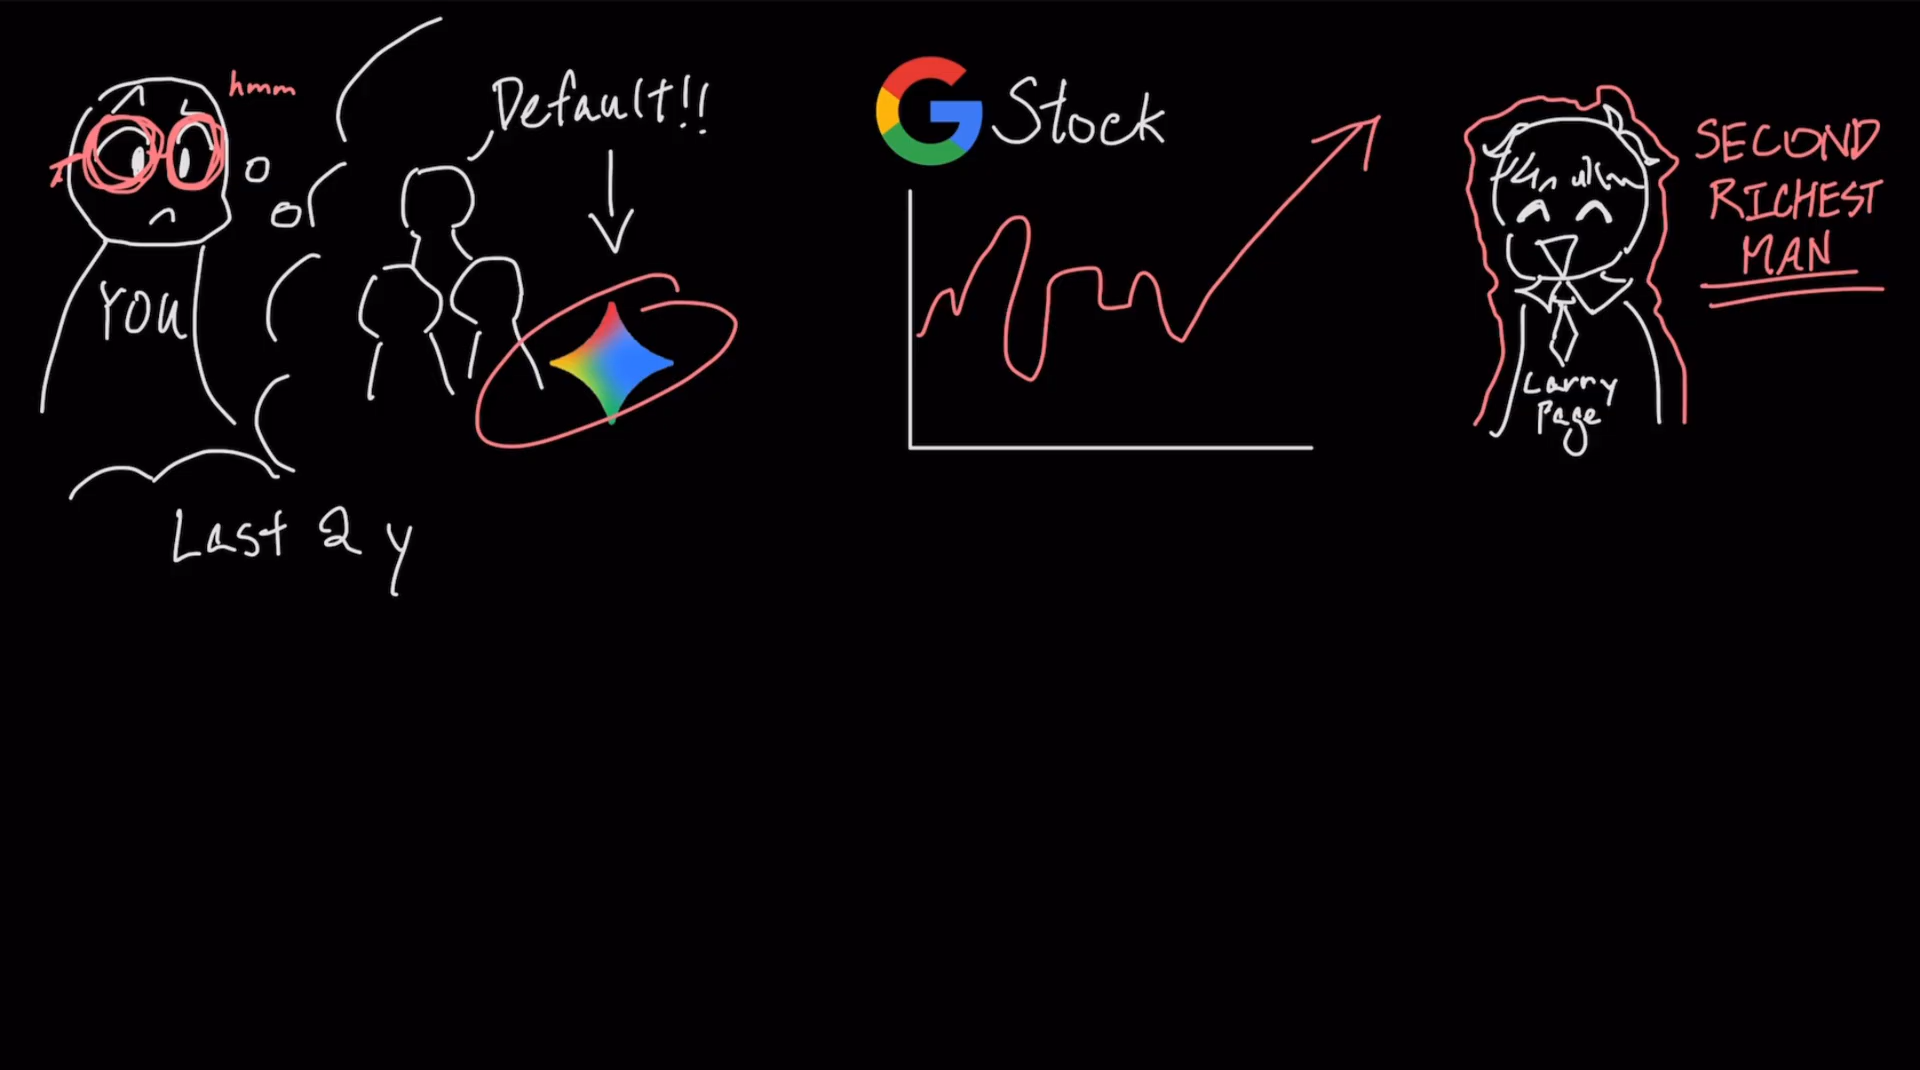 hmm
Default!!
YOU
Stock
SECOND
RICHEST
MAN
Larry
Page
Last 2 y